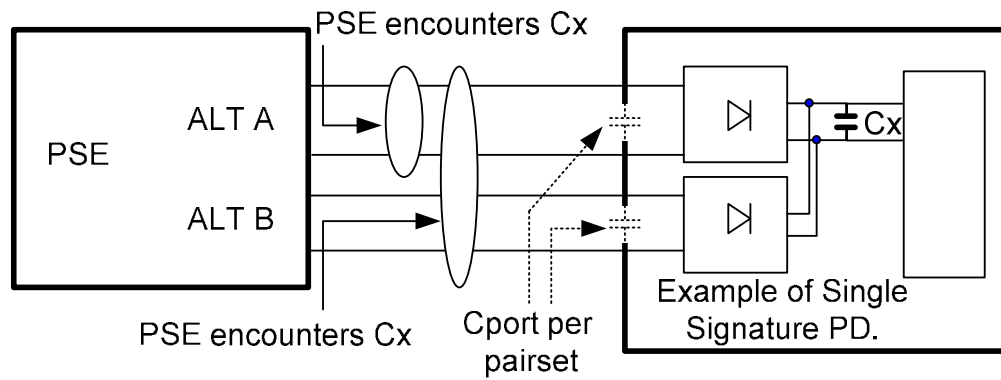 PSE encounters Cx
ALT A
PSE
Cx
ALT B
Example of Single
Signature PD.
PSE encounters Cx
Cport per
pairset